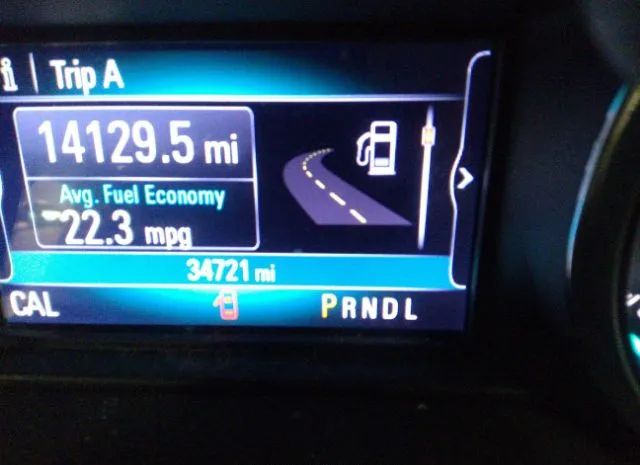 i | Trip A
14129.5 mi
Avg. Fuel Economy
22.3 mpg
34721 mi
CAL PRNDL